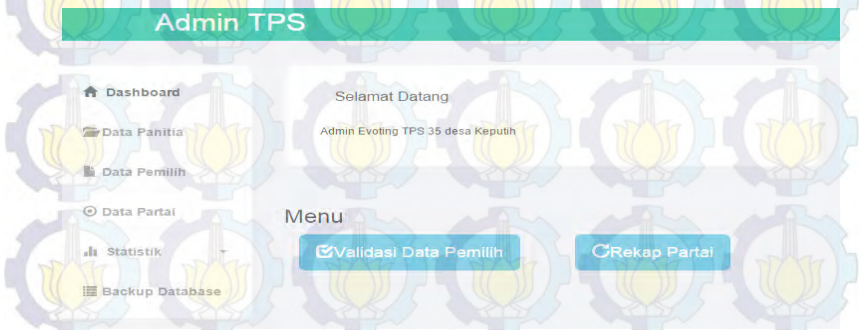 Admin TPS
Dashboard
Data Panitia
Data Pemilih
Data Partai
Statistik
Backup Database
Selamat Datang
Admin Evoting TPS 35 desa Keputih
Menu
Validasi Data Pemilih
Rekap Partai